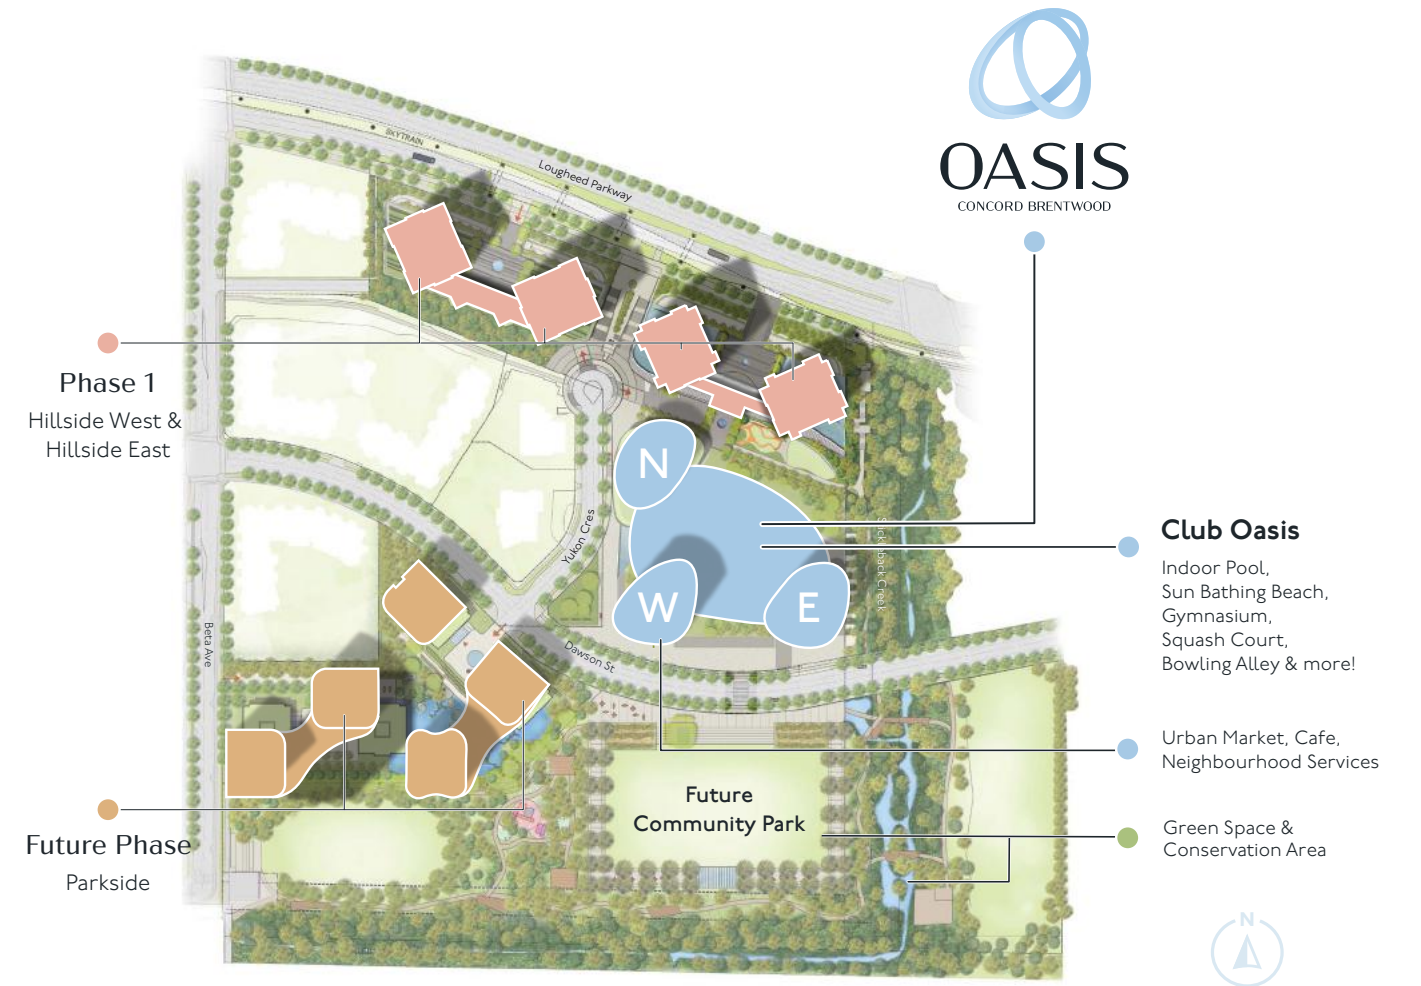 OASIS
CONCORD BRENTWOOD
SKYTRAIN
Lougheed Parkway
Phase 1
Hillside West &
Hillside East
N
W
E
Yukon Cres
Stickleback Creek
Club Oasis
Indoor Pool,
Sun Bathing Beach,
Gymnasium,
Squash Court,
Bowling Alley & more!
Beta Ave
Dawson St
Urban Market, Cafe,
Neighbourhood Services
Future
Community Park
Green Space &
Conservation Area
Future Phase
Parkside
N